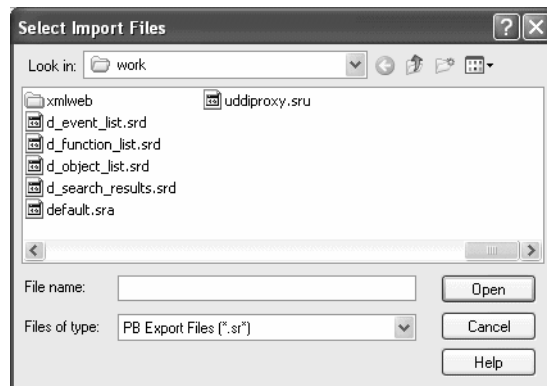 Select Import Files
Look in: work
xmlweb
d_event_list.srd
d_function_list.srd
d_object_list.srd
d_search_results.srd
default.sra
uddiproxy.sru
File name:
Open
Files of type: PB Export Files (*.sr*)
Cancel
Help